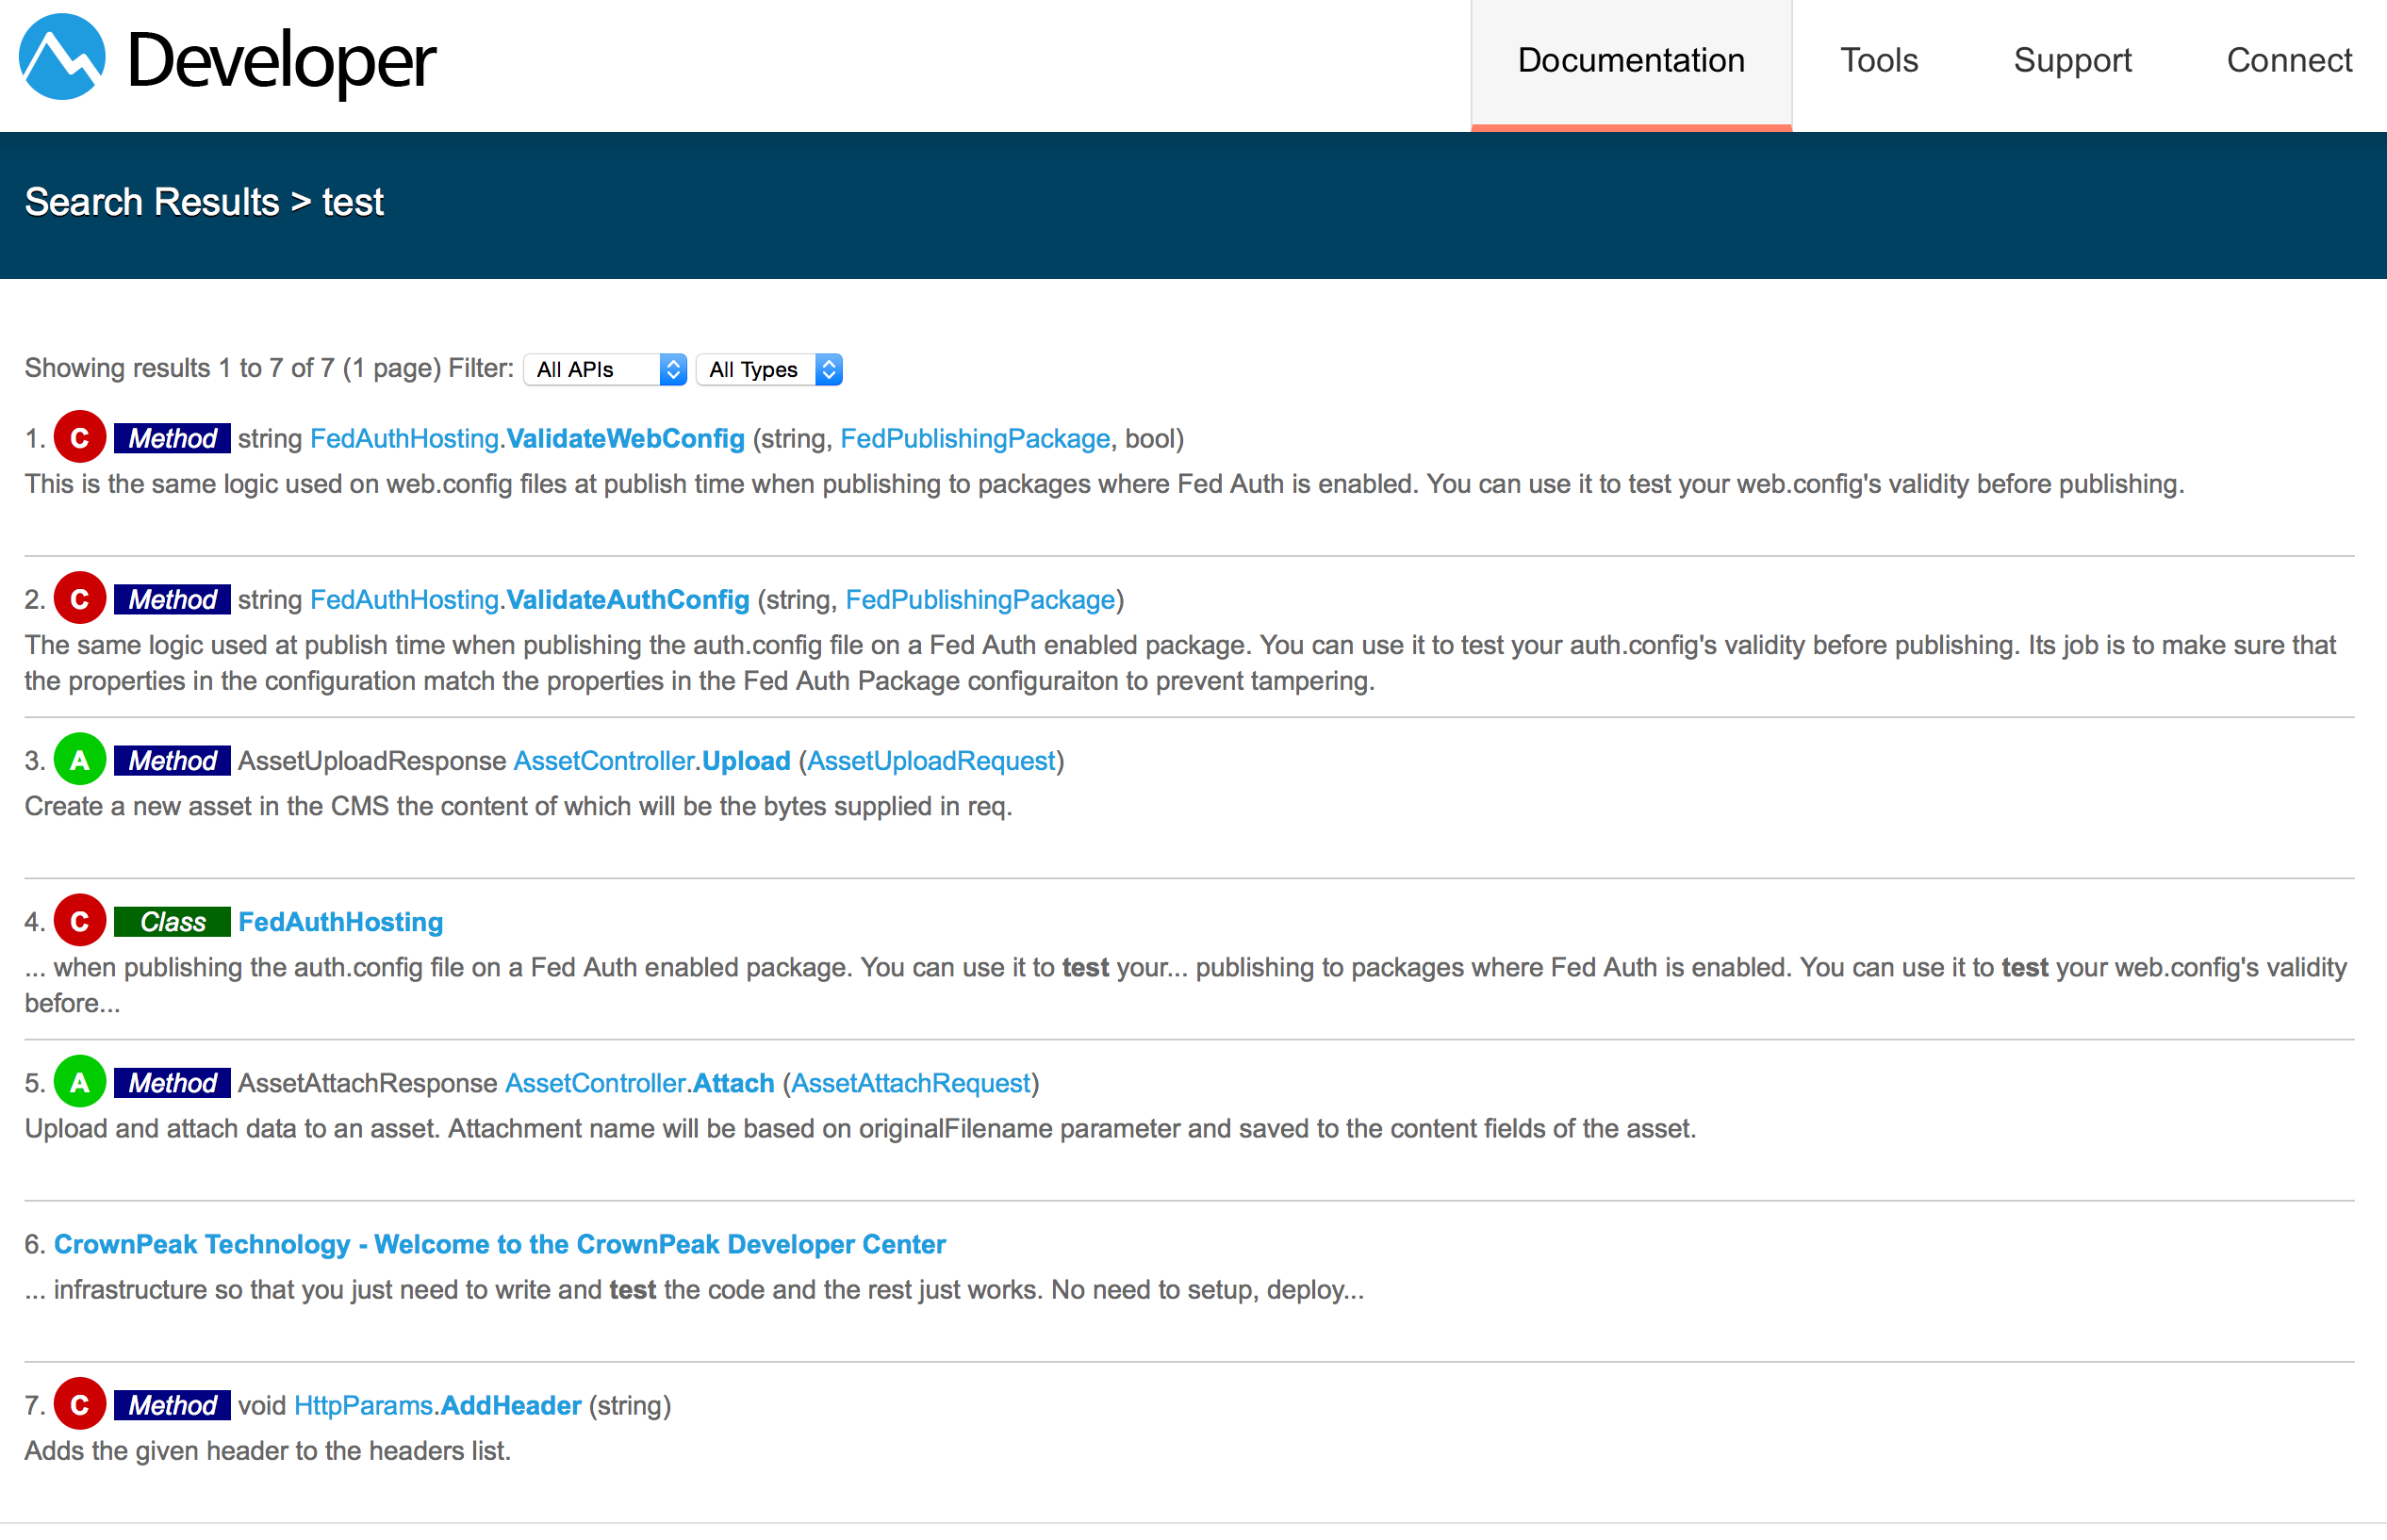 Developer
Documentation Tools Support Connect
Search Results > test
Showing results 1 to 7 of 7 (1 page) Filter: All APIs All Types
1. C Method string FedAuthHosting.ValidateWebConfig (string, FedPublishingPackage, bool)
This is the same logic used on web.config files at publish time when publishing to packages where Fed Auth is enabled. You can use it to test your web.config's validity before publishing.
2. C Method string FedAuthHosting.ValidateAuthConfig (string, FedPublishingPackage)
The same logic used at publish time when publishing the auth.config file on a Fed Auth enabled package. You can use it to test your auth.config's validity before publishing. Its job is to make sure that
the properties in the configuration match the properties in the Fed Auth Package configuraiton to prevent tampering.
3. A Method AssetUploadResponse AssetController.Upload (AssetUploadRequest)
Create a new asset in the CMS the content of which will be the bytes supplied in req.
4. C Class FedAuthHosting
... when publishing the auth.config file on a Fed Auth enabled package. You can use it to test your... publishing to packages where Fed Auth is enabled. You can use it to test your web.config's validity
before...
5. A Method AssetAttachResponse AssetController.Attach (AssetAttachRequest)
Upload and attach data to an asset. Attachment name will be based on originalFilename parameter and saved to the content fields of the asset.
6. CrownPeak Technology - Welcome to the CrownPeak Developer Center
... infrastructure so that you just need to write and test the code and the rest just works. No need to setup, deploy...
7. C Method void HttpParams.AddHeader (string)
Adds the given header to the headers list.